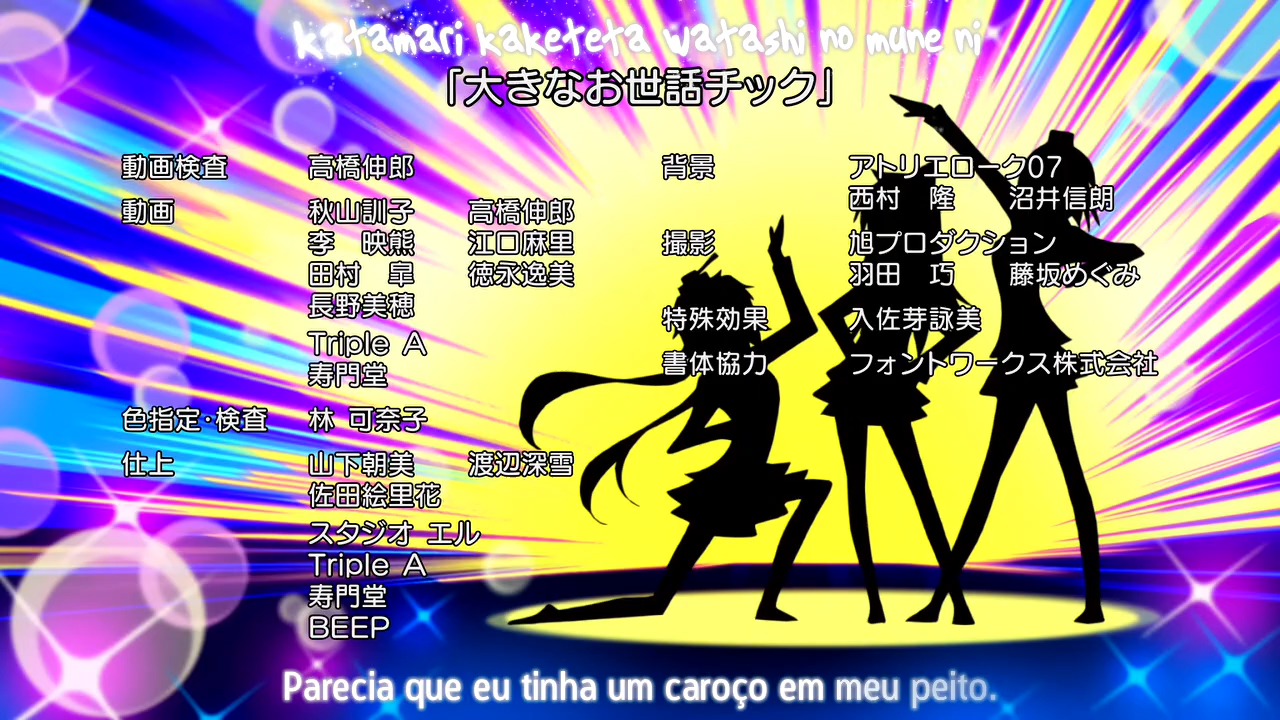 katamari kaketeta watashi no mune ni
「大きなお世話チック」
動画検査 高橋伸郎
動画 秋山訓子 高橋伸郎
李 映熊 江口麻里
田村 皐 徳永逸美
長野美穂
Triple A
寿門堂
色指定・検査 林 可奈子
仕上 山下朝美 渡辺深雪
佐田絵里花
スタジオ エル
Triple A
寿門堂
BEEP
背景 アトリエローク07
西村 隆 沼井信朗
撮影 旭プロダクション
羽田 巧 藤坂めぐみ
特殊効果 入佐芽詠美
書体協力 フォントワークス株式会社
Parecia que eu tinha um caroço em meu peito.